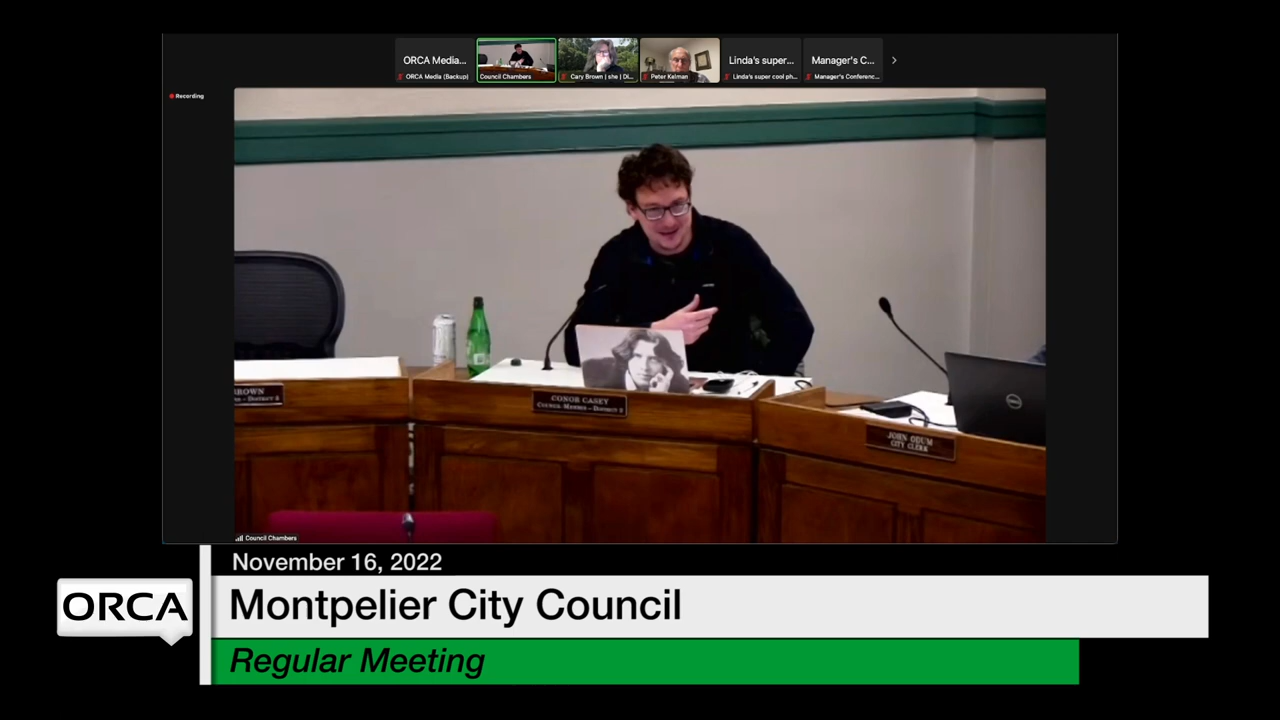 ORCA Media...
Linda's super...
Manager's C...
ORCA Media (Backup)
Council Chambers
Cary Brown | she | Di...
Peter Kelman
Linda's super cool ph...
Manager's Conferenc...
Recording
BROWN
CONOR CASEY
COUNCIL MEMBER - DISTRICT 2
JOHN ODUM
CITY CLERK
DELL
Council Chambers
November 16, 2022
ORCA
Montpelier City Council
Regular Meeting